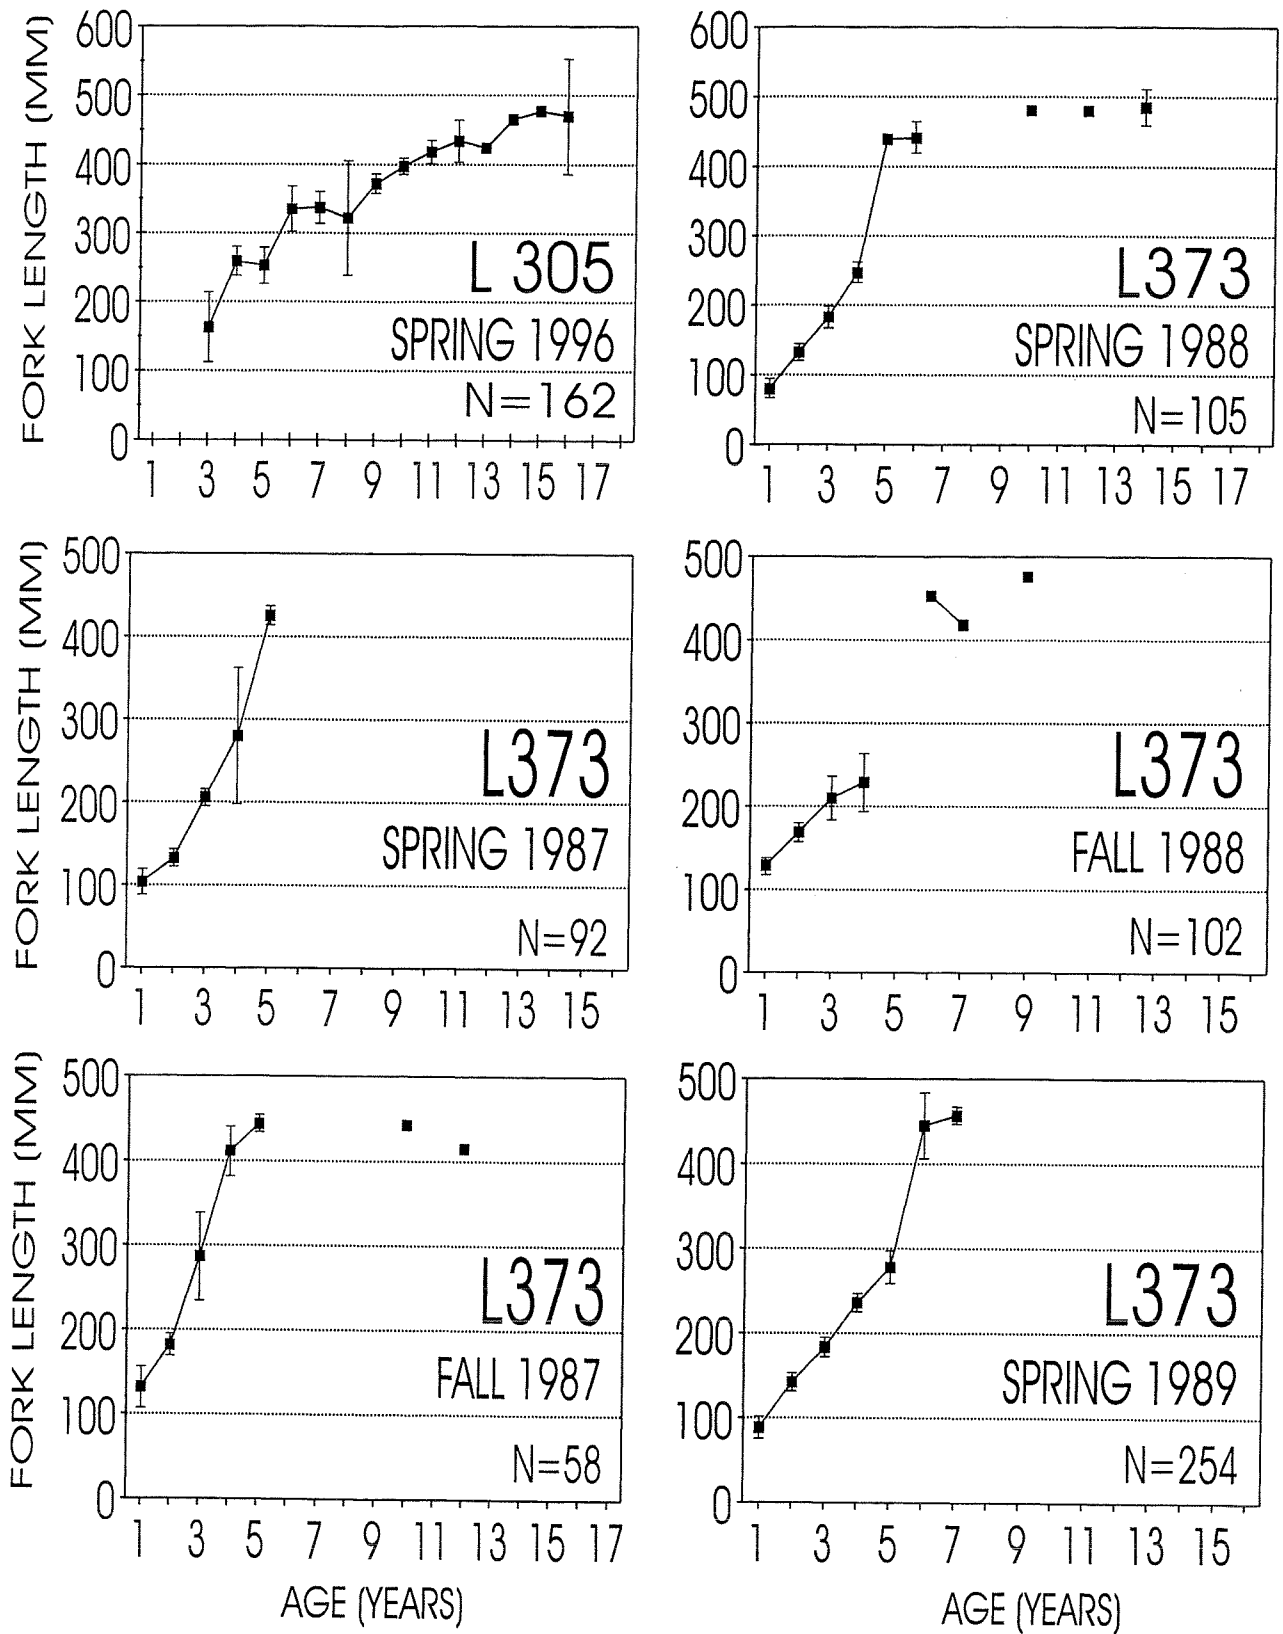 FORK LENGTH (MM)
600
500
400
300
200
100
0
L 305
SPRING 1996
N=162
1 3 5 7 9 11 13 15 17
600
500
400
300
200
100
0
L373
SPRING 1988
N=105
1 3 5 7 9 11 13 15 17
FORK LENGTH (MM)
500
400
300
200
100
0
L373
SPRING 1987
N=92
1 3 5 7 9 11 13 15
500
400
300
200
100
0
L373
FALL 1988
N=102
1 3 5 7 9 11 13 15
FORK LENGTH (MM)
500
400
300
200
100
0
L373
FALL 1987
N=58
1 3 5 7 9 11 13 15 17
AGE (YEARS)
500
400
300
200
100
0
L373
SPRING 1989
N=254
1 3 5 7 9 11 13 15
AGE (YEARS)